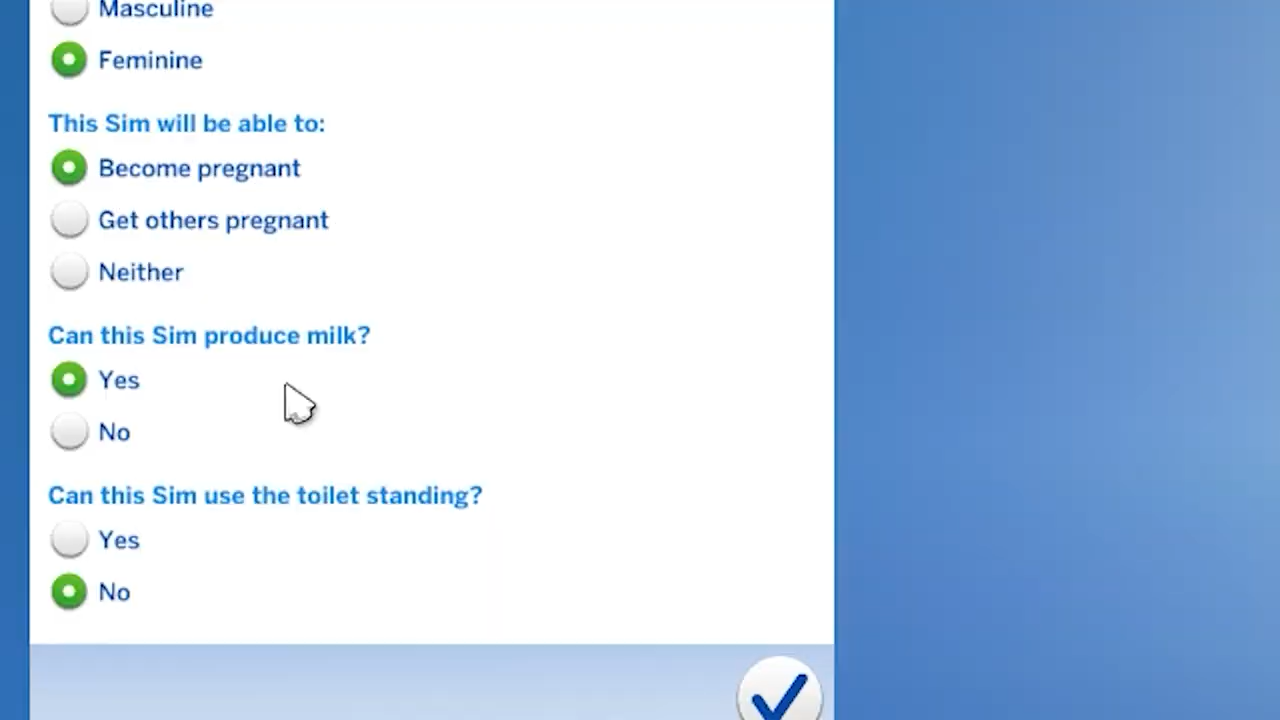 Masculine
Feminine
This Sim will be able to:
Become pregnant
Get others pregnant
Neither
Can this Sim produce milk?
Yes
No
Can this Sim use the toilet standing?
Yes
No